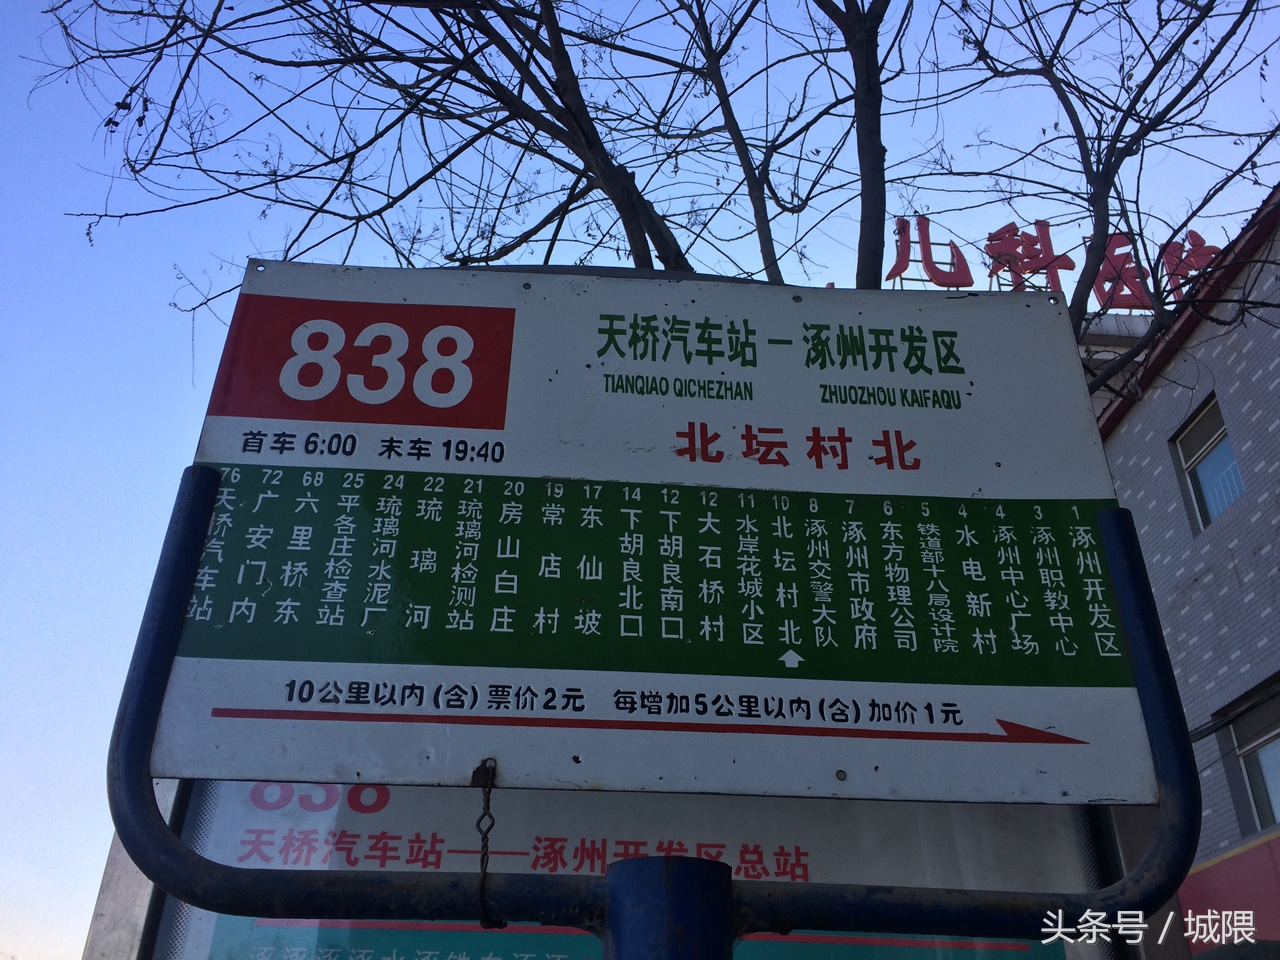 儿科医院
838
天桥汽车站－涿州开发区
TIANQIAO QICHEZHAN ZHUOZHOU KAIFAQU
首车 6:00 末车 19:40
北坛村北
76 天桥汽车站
72 广安门内
68 六里桥东
25 平各庄检查站
24 琉璃河水泥厂
22 琉璃河
21 琉璃河检测站
20 房山白庄
19 常店村
17 东仙坡
14 下胡良北口
12 下胡良南口
12 大石桥村
11 水岸花城小区
10 北坛村北
8 涿州交警大队
7 涿州市政府
6 东方物理公司
5 铁道部十八局设计院
4 水电新村
4 涿州中心广场
3 涿州职教中心
1 涿州开发区
10公里以内(含)票价2元 每增加5公里以内(含)加价1元
838
天桥汽车站——涿州开发区总站
头条号 / 城隈